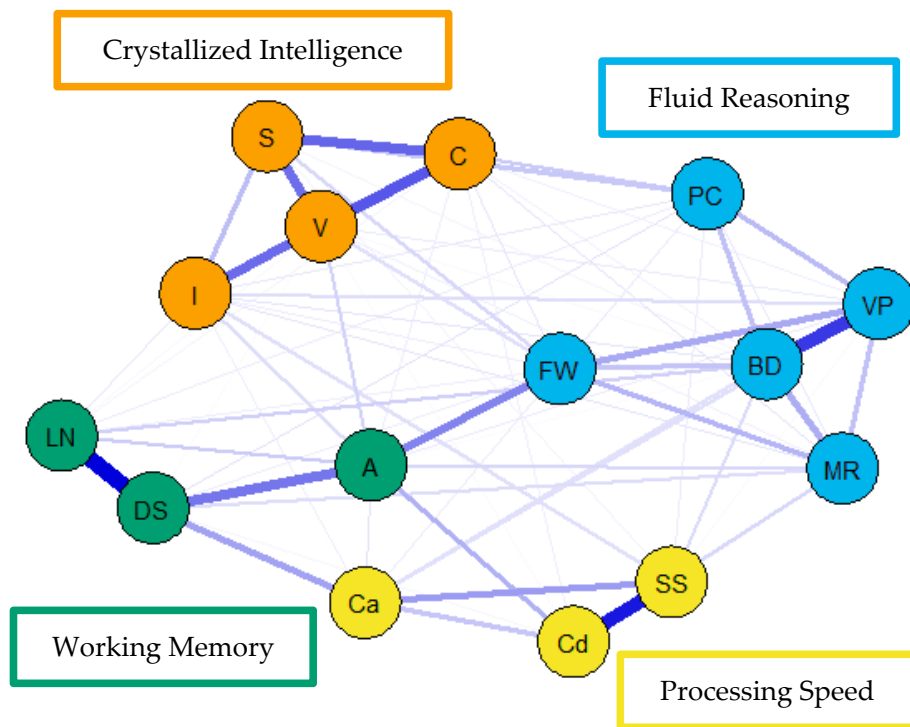 Crystallized Intelligence
Fluid Reasoning
S
C
PC
V
I
VP
FW
BD
LN
A
MR
DS
SS
Ca
Cd
Working Memory
Processing Speed